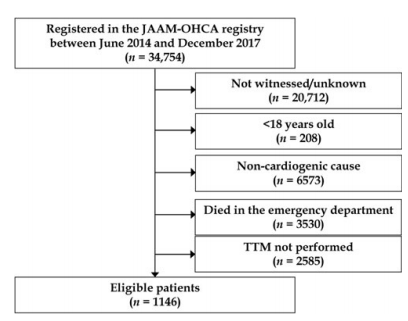 Registered in the JAAM-OHCA registry
between June 2014 and December 2017
(n = 34,754)
Not witnessed/unknown
(n = 20,712)
<18 years old
(n = 208)
Non-cardiogenic cause
(n = 6573)
Died in the emergency department
(n = 3530)
TTM not performed
(n = 2585)
Eligible patients
(n = 1146)